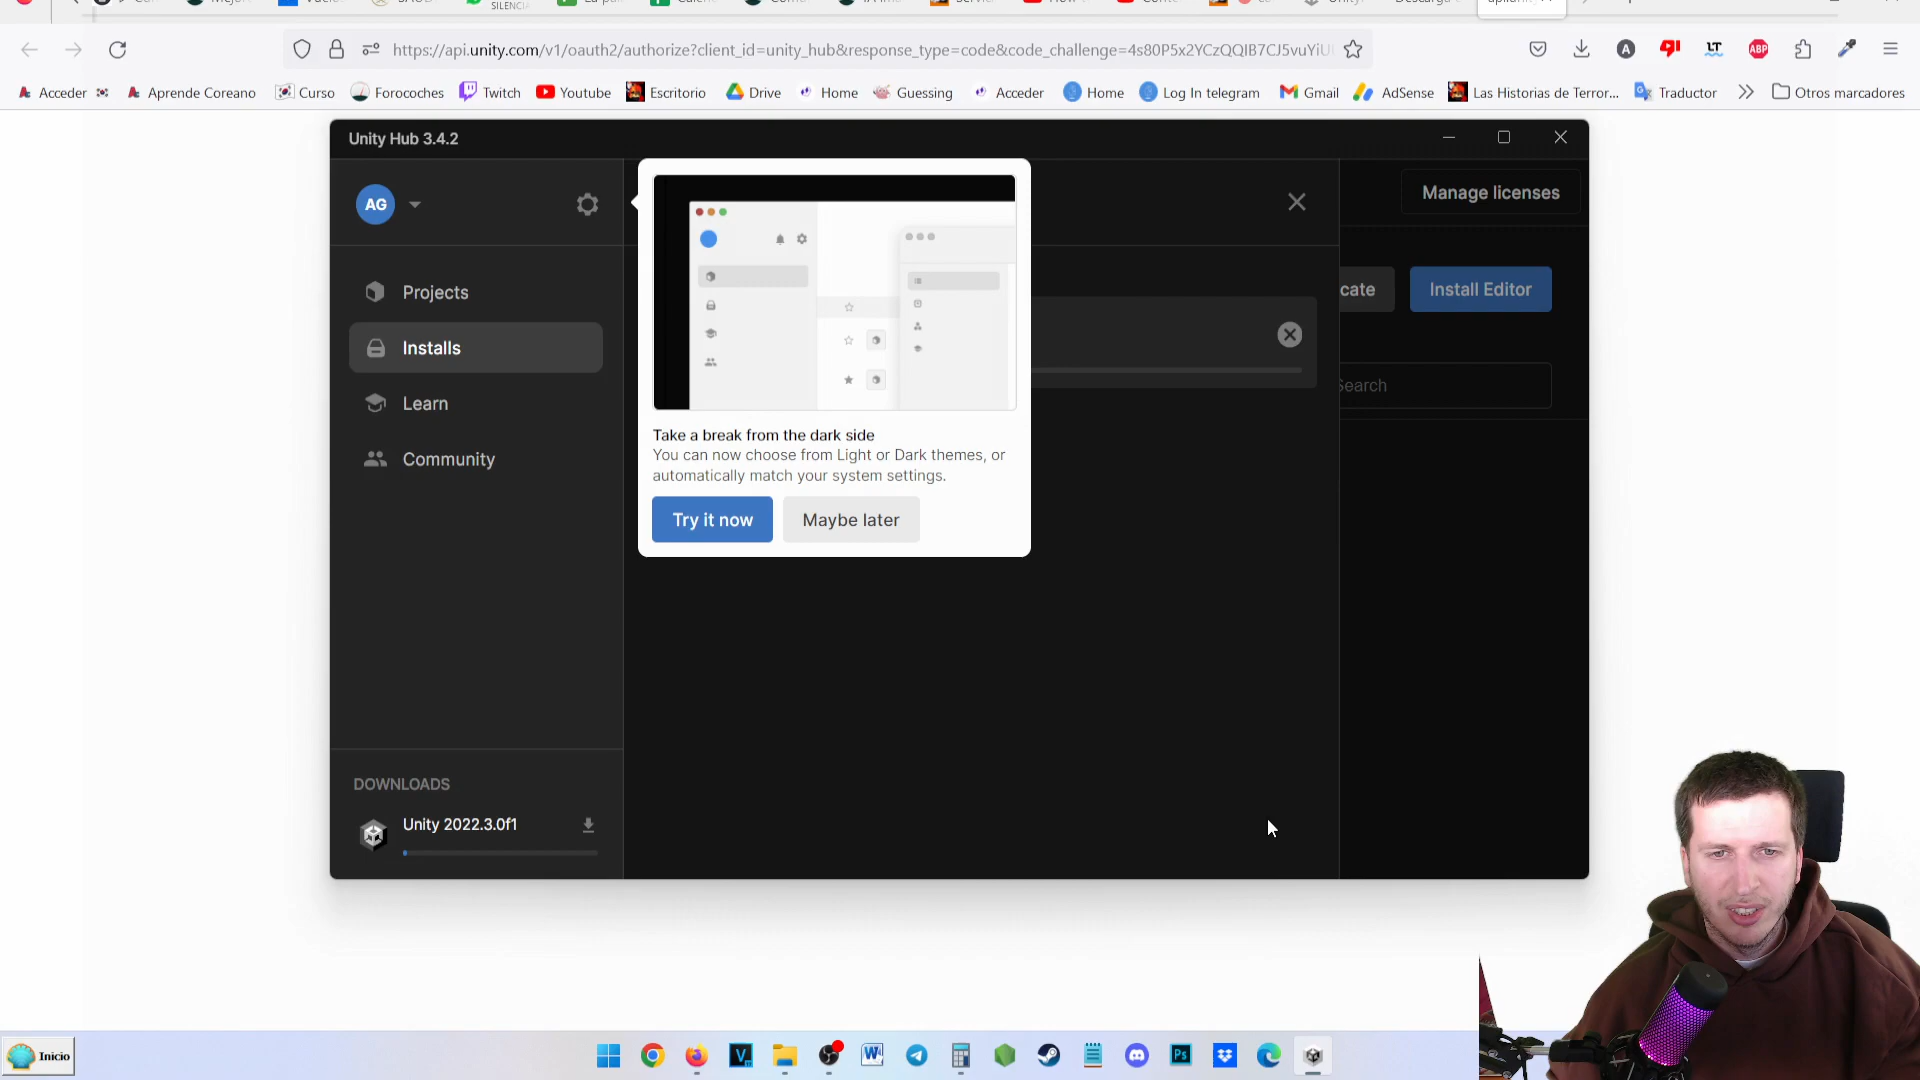 SILENCI
https://api.unity.com/v1/oauth2/authorize?client_id=unity_hub&response_type=code&code_challenge=4s80P5x2YCzQQIB7CJ5vuYiU
Acceder
Aprende Coreano
Curso
Forocoches
Twitch
Youtube
Escritorio
Drive
Home
Guessing
Acceder
Home
Log In telegram
Gmail
AdSense
Las Historias de Terror...
Traductor
Otros marcadores
Unity Hub 3.4.2
AG
Manage licenses
Projects
cate
Install Editor
Installs
Search
Learn
Take a break from the dark side
You can now choose from Light or Dark themes, or
automatically match your system settings.
Community
Try it now
Maybe later
DOWNLOADS
Unity 2022.3.0f1
Inicio